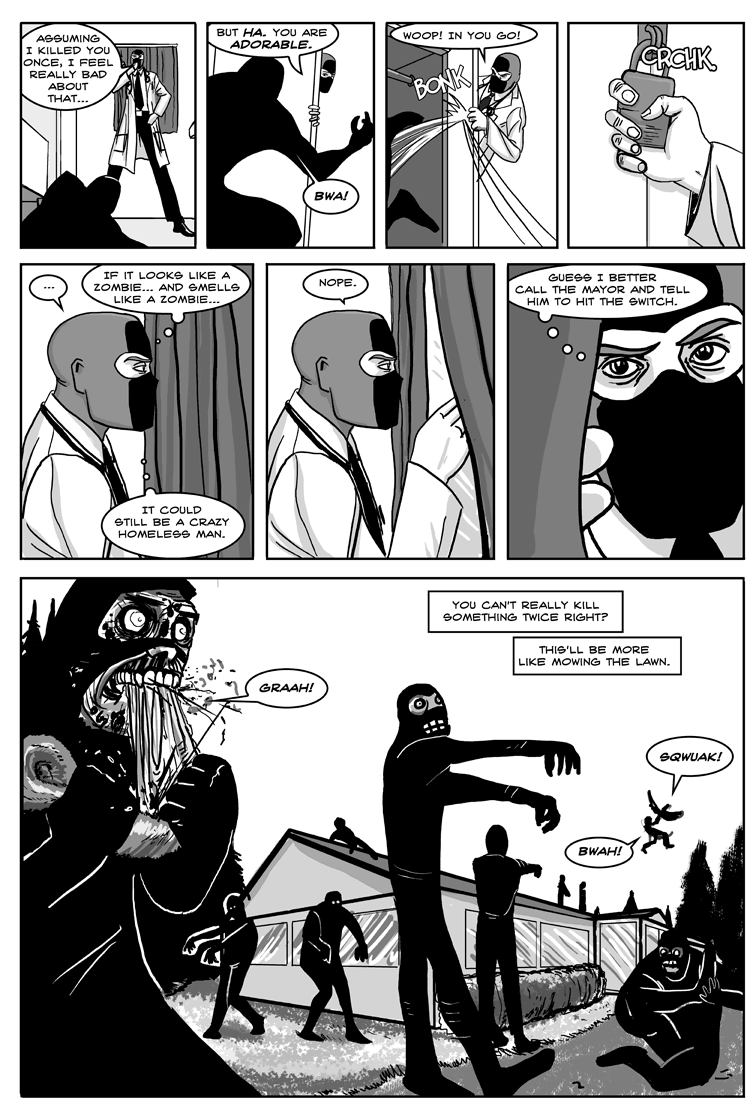 ASSUMING
I KILLED YOU
ONCE, I FEEL
REALLY BAD
ABOUT
THAT...
BUT HA. YOU ARE
ADORABLE.
BWA!
WOOP! IN YOU GO!
BONK
CRCHK.
...
IF IT LOOKS LIKE A
ZOMBIE... AND SMELLS
LIKE A ZOMBIE...
IT COULD
STILL BE A CRAZY
HOMELESS MAN.
NOPE.
GUESS I BETTER
CALL THE MAYOR AND TELL
HIM TO HIT THE SWITCH.
YOU CAN'T REALLY KILL
SOMETHING TWICE RIGHT?
THIS'LL BE MORE
LIKE MOWING THE LAWN.
GRAAH!
SQWUAK!
BWAH!